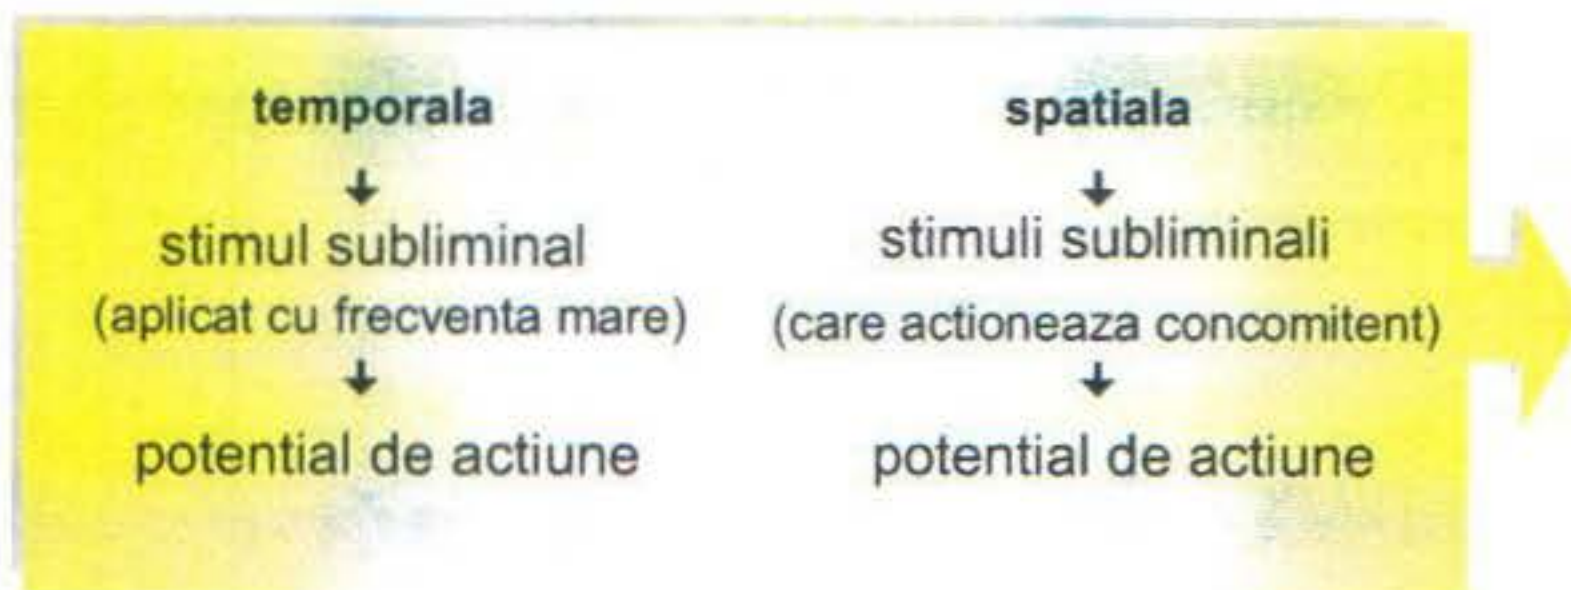 temporala
stimul subliminal
(aplicat cu frecventa mare)
potential de actiune
spatiala
stimuli subliminali
(care actioneaza concomitent)
potential de actiune